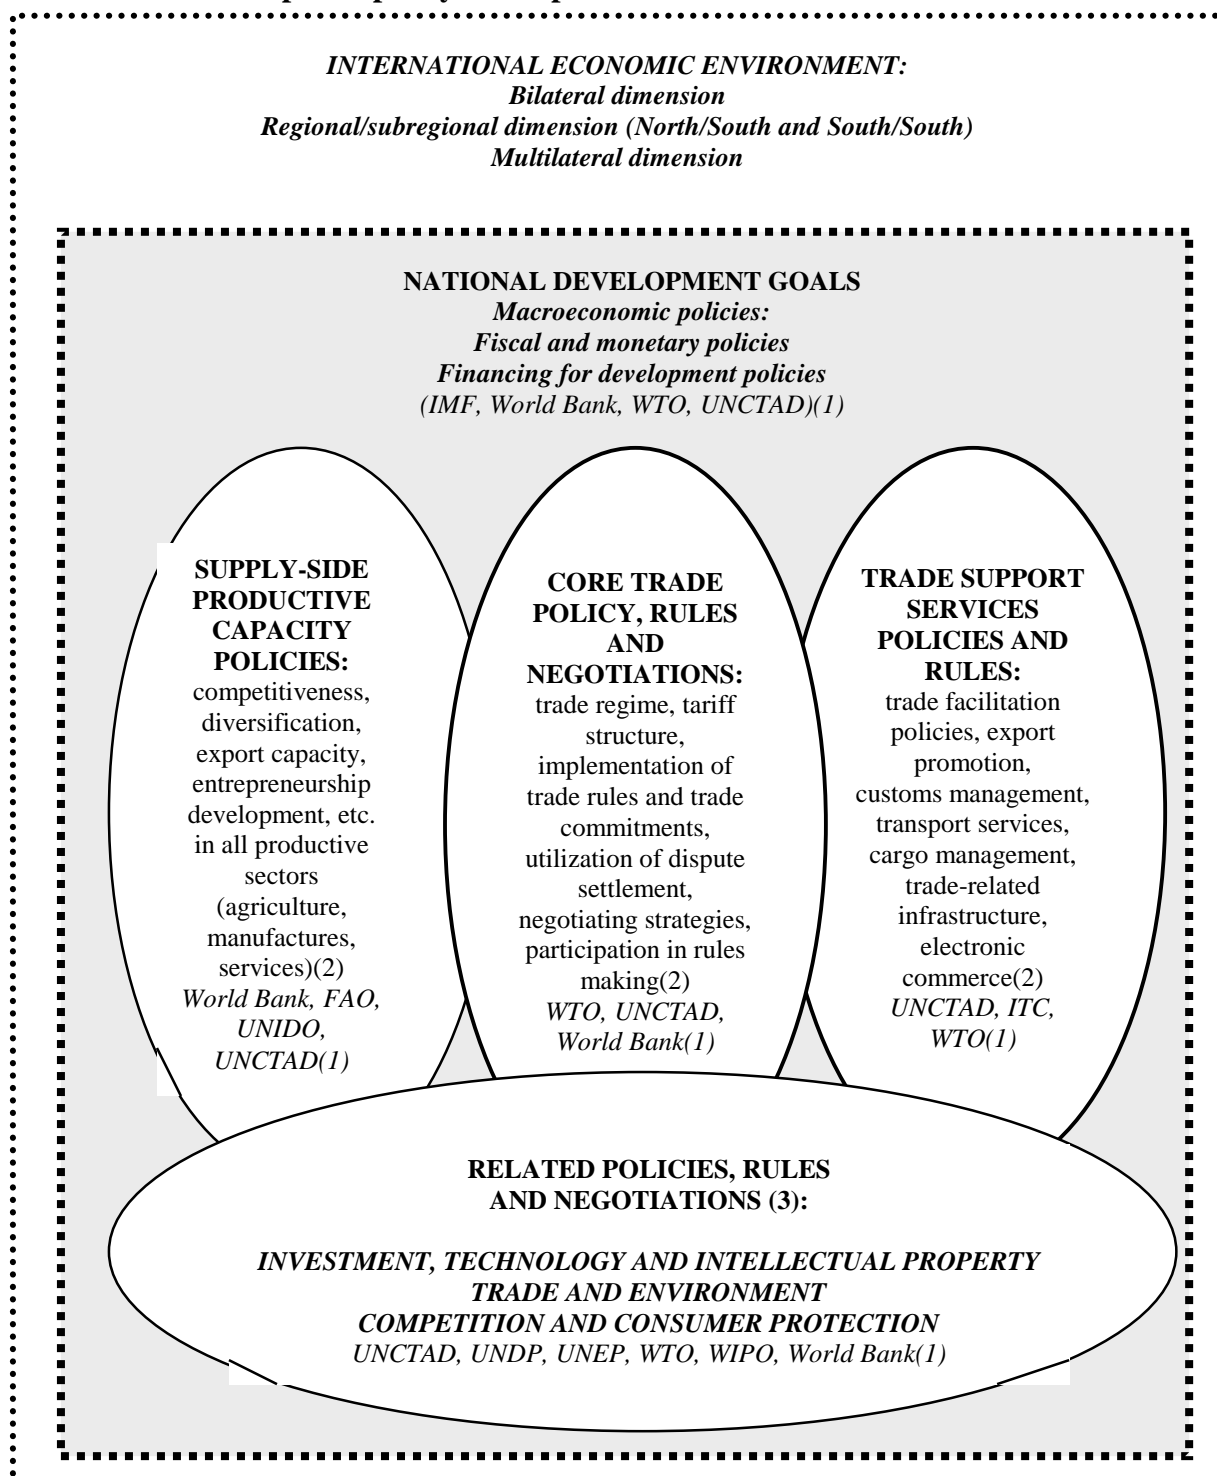 INTERNATIONAL ECONOMIC ENVIRONMENT:
Bilateral dimension
Regional/subregional dimension (North/South and South/South)
Multilateral dimension
NATIONAL DEVELOPMENT GOALS
Macroeconomic policies:
Fiscal and monetary policies
Financing for development policies
(IMF, World Bank, WTO, UNCTAD)(1)
SUPPLY-SIDE
PRODUCTIVE
CAPACITY
POLICIES:
competitiveness,
diversification,
export capacity,
entrepreneurship
development, etc.
in all productive
sectors
(agriculture,
manufactures,
services)(2)
World Bank, FAO,
UNIDO,
UNCTAD(1)
CORE TRADE
POLICY, RULES
AND
NEGOTIATIONS:
trade regime, tariff
structure,
implementation of
trade rules and trade
commitments,
utilization of dispute
settlement,
negotiating strategies,
participation in rules
making(2)
WTO, UNCTAD,
World Bank(1)
TRADE SUPPORT
SERVICES
POLICIES AND
RULES:
trade facilitation
policies, export
promotion,
customs management,
transport services,
cargo management,
trade-related
infrastructure,
electronic
commerce(2)
UNCTAD, ITC,
WTO(1)
RELATED POLICIES, RULES
AND NEGOTIATIONS (3):
INVESTMENT, TECHNOLOGY AND INTELLECTUAL PROPERTY
TRADE AND ENVIRONMENT
COMPETITION AND CONSUMER PROTECTION
UNCTAD, UNDP, UNEP, WTO, WIPO, World Bank(1)